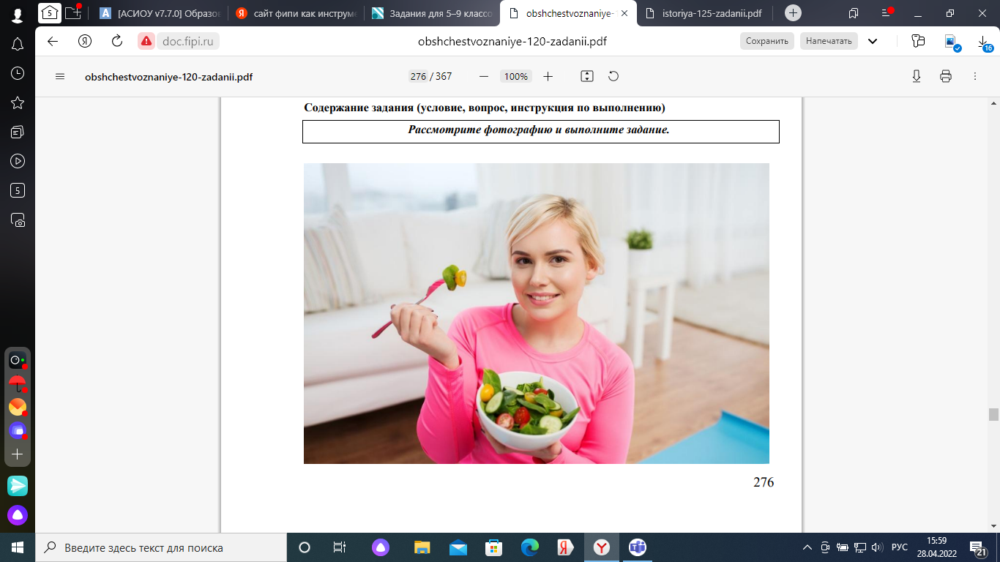 [АСИОУ v7.7.0] Образов
сайт фипи как инструме
Задания для 5–9 классо
obshchestvoznaniye-
istoriya-125-zadanii.pdf
doc.fipi.ru
obshchestvoznaniye-120-zadanii.pdf
Сохранить
Напечатать
16
obshchestvoznaniye-120-zadanii.pdf
276 / 367
100%
Содержание задания (условие, вопрос, инструкция по выполнению)
Рассмотрите фотографию и выполните задание.
276
5
5
Введите здесь текст для поиска
РУС
15:59
28.04.2022
21